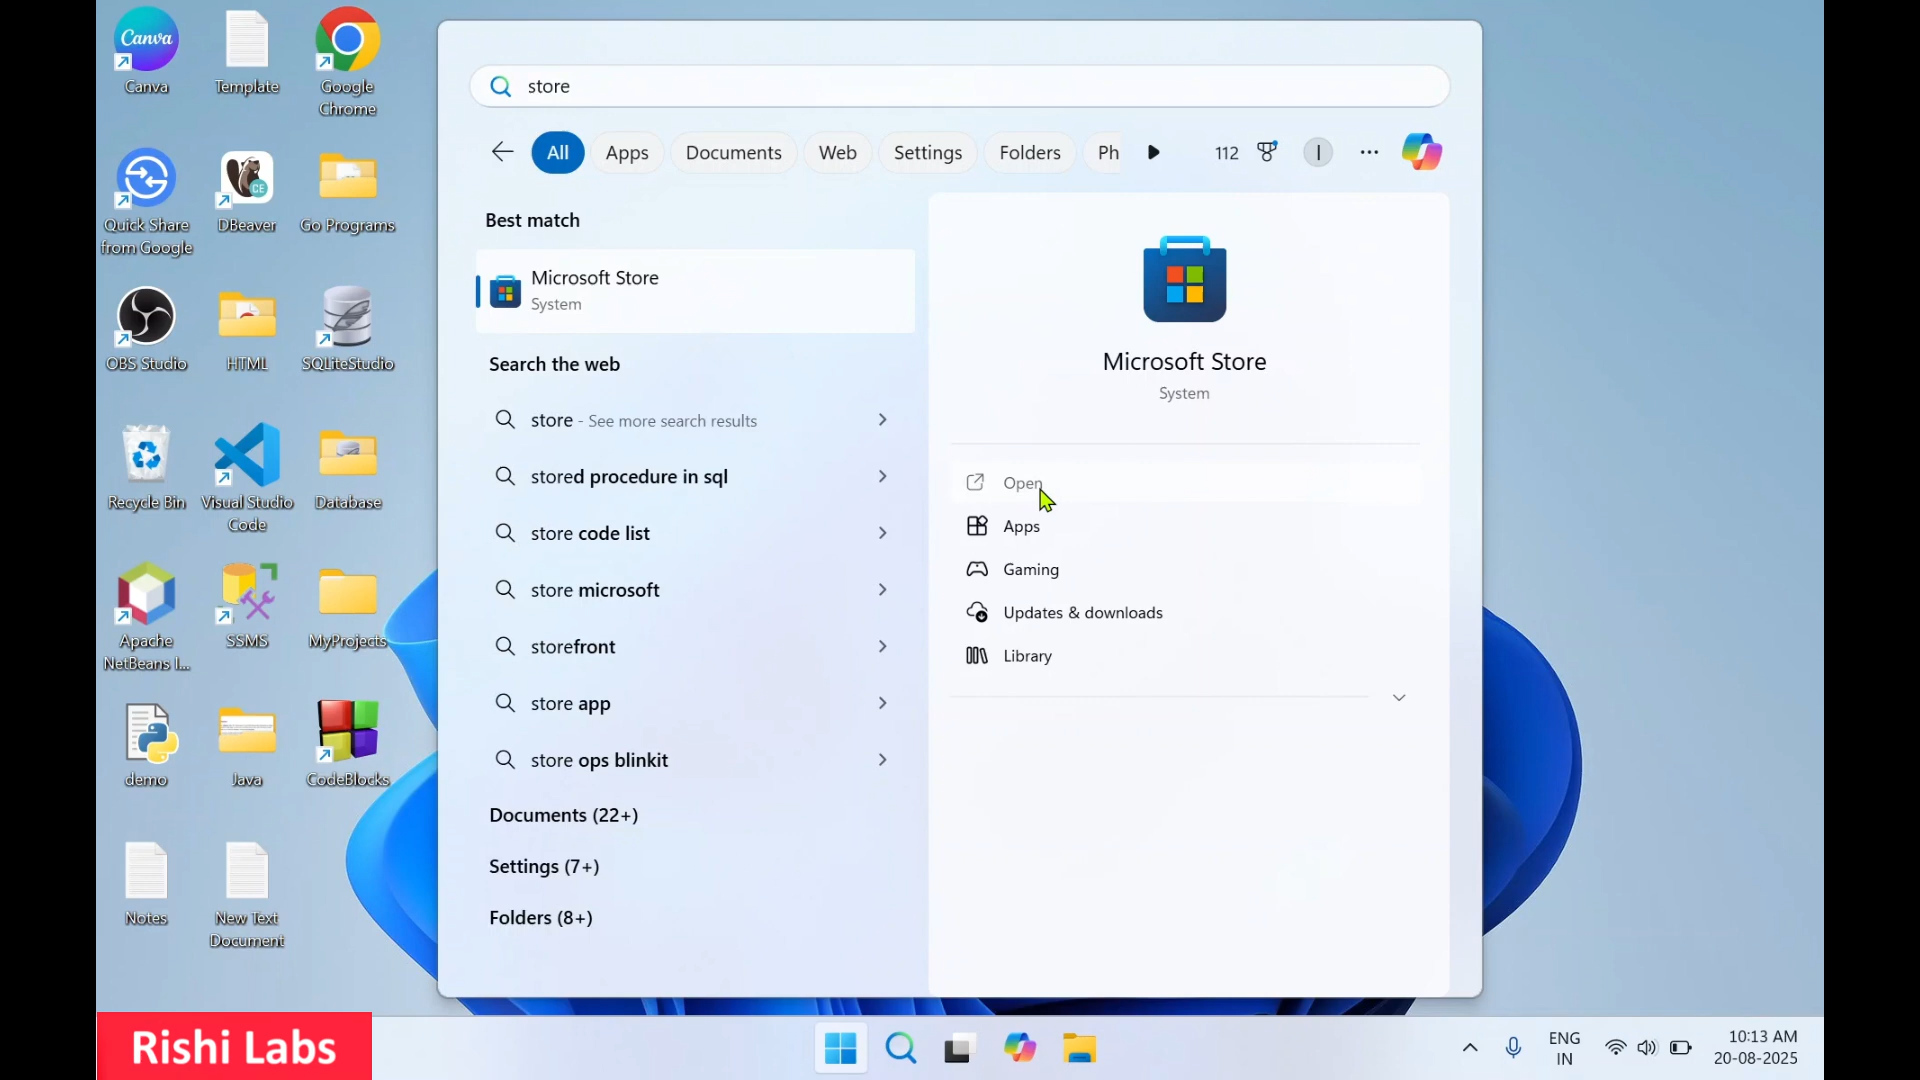 Canva
Canva
Template
Google
Chrome
Quick Share
from Google
CE
DBeaver
Go Programs
OBS Studio
HTML
SQLiteStudio
Recycle Bin
Visual Studio
Code
Database
Apache
NetBeans I...
SSMS
MyProjects
demo
Java
CodeBlocks
Notes
New Text
Document
store
All
Apps
Documents
Web
Settings
Folders
Ph
112
I
Best match
Microsoft Store
System
Search the web
store - See more search results
stored procedure in sql
store code list
store microsoft
storefront
store app
store ops blinkit
Documents (22+)
Settings (7+)
Folders (8+)
Microsoft Store
System
Open
Apps
Gaming
Updates & downloads
Library
Rishi Labs
ENG
IN
10:13 AM
20-08-2025